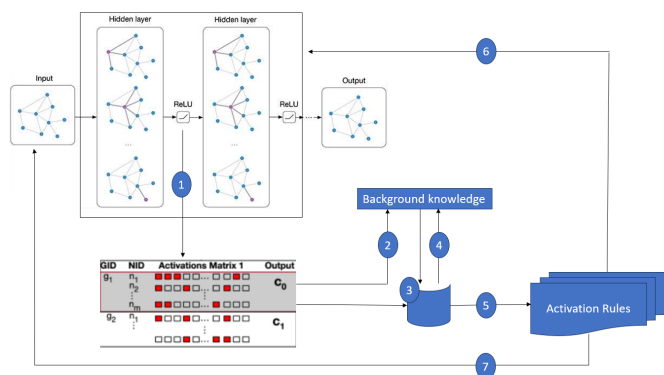 Hidden layer
Hidden layer
6
Input
Output
ReLU
ReLU
...
...
1
Background knowledge
2
4
GID NID Activations Matrix 1 Output
g1 n1
n2 C0
3
nm
5
Activation Rules
g2 n1
C1
7